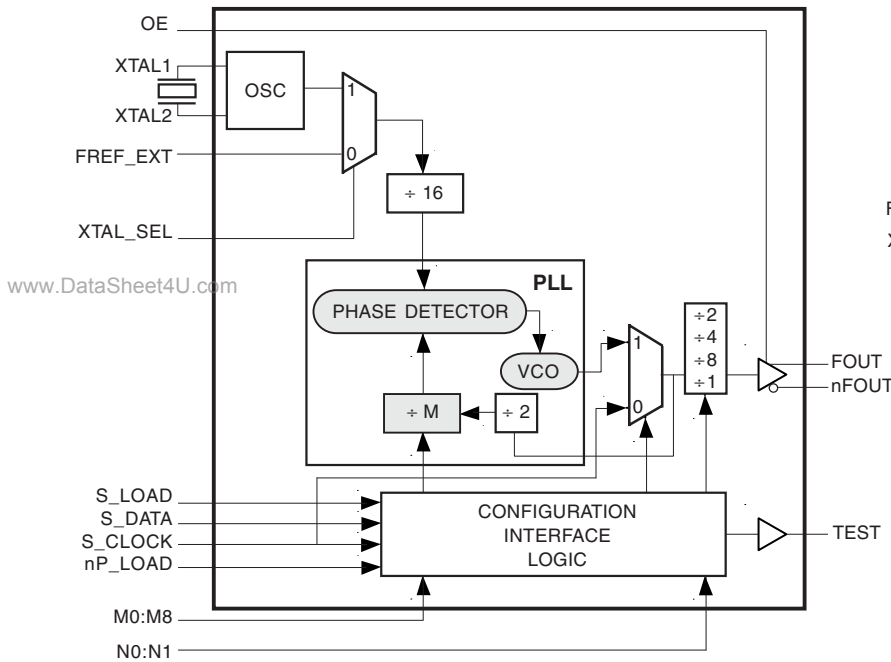 OE
XTAL1
OSC
1
XTAL2
FREF_EXT
0
÷ 16
XTAL_SEL
F
X
www.DataSheet4U.com
PLL
PHASE DETECTOR
÷2
÷4
÷8
÷1
1
VCO
FOUT
nFOUT
÷ M
÷ 2
0
S_LOAD
S_DATA
S_CLOCK
nP_LOAD
CONFIGURATION
INTERFACE
LOGIC
TEST
M0:M8
N0:N1